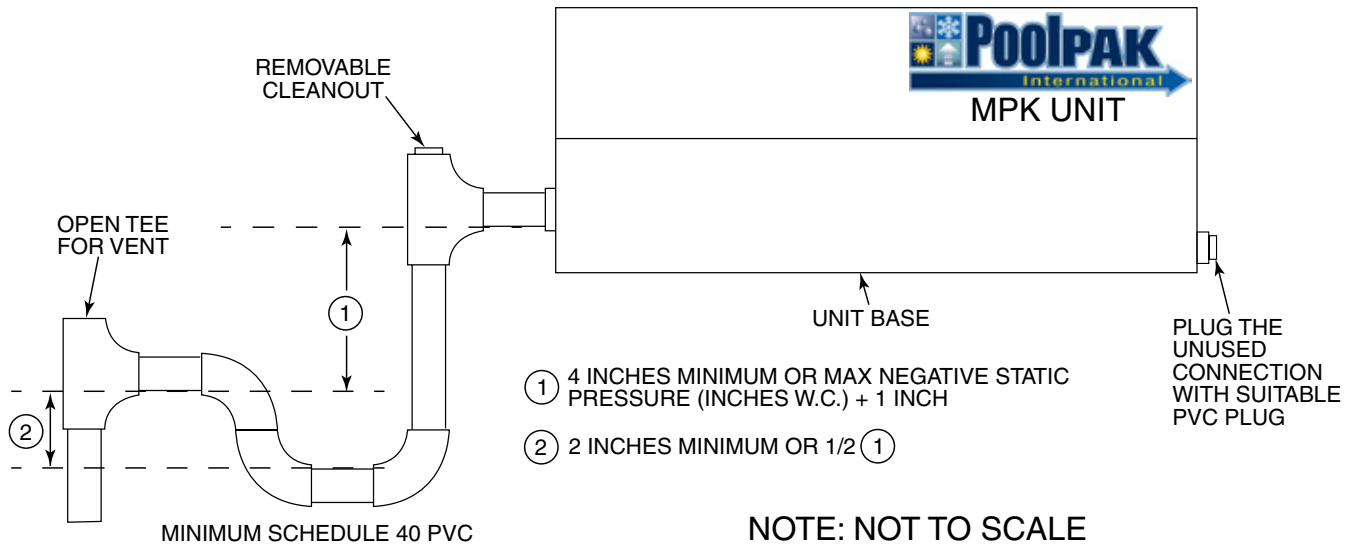 PoolPAK
International
MPK UNIT
REMOVABLE
CLEANOUT
OPEN TEE
FOR VENT
1
UNIT BASE
PLUG THE
UNUSED
CONNECTION
WITH SUITABLE
PVC PLUG
1 4 INCHES MINIMUM OR MAX NEGATIVE STATIC
PRESSURE (INCHES W.C.) + 1 INCH
2
2 2 INCHES MINIMUM OR 1/2 1
MINIMUM SCHEDULE 40 PVC
NOTE: NOT TO SCALE